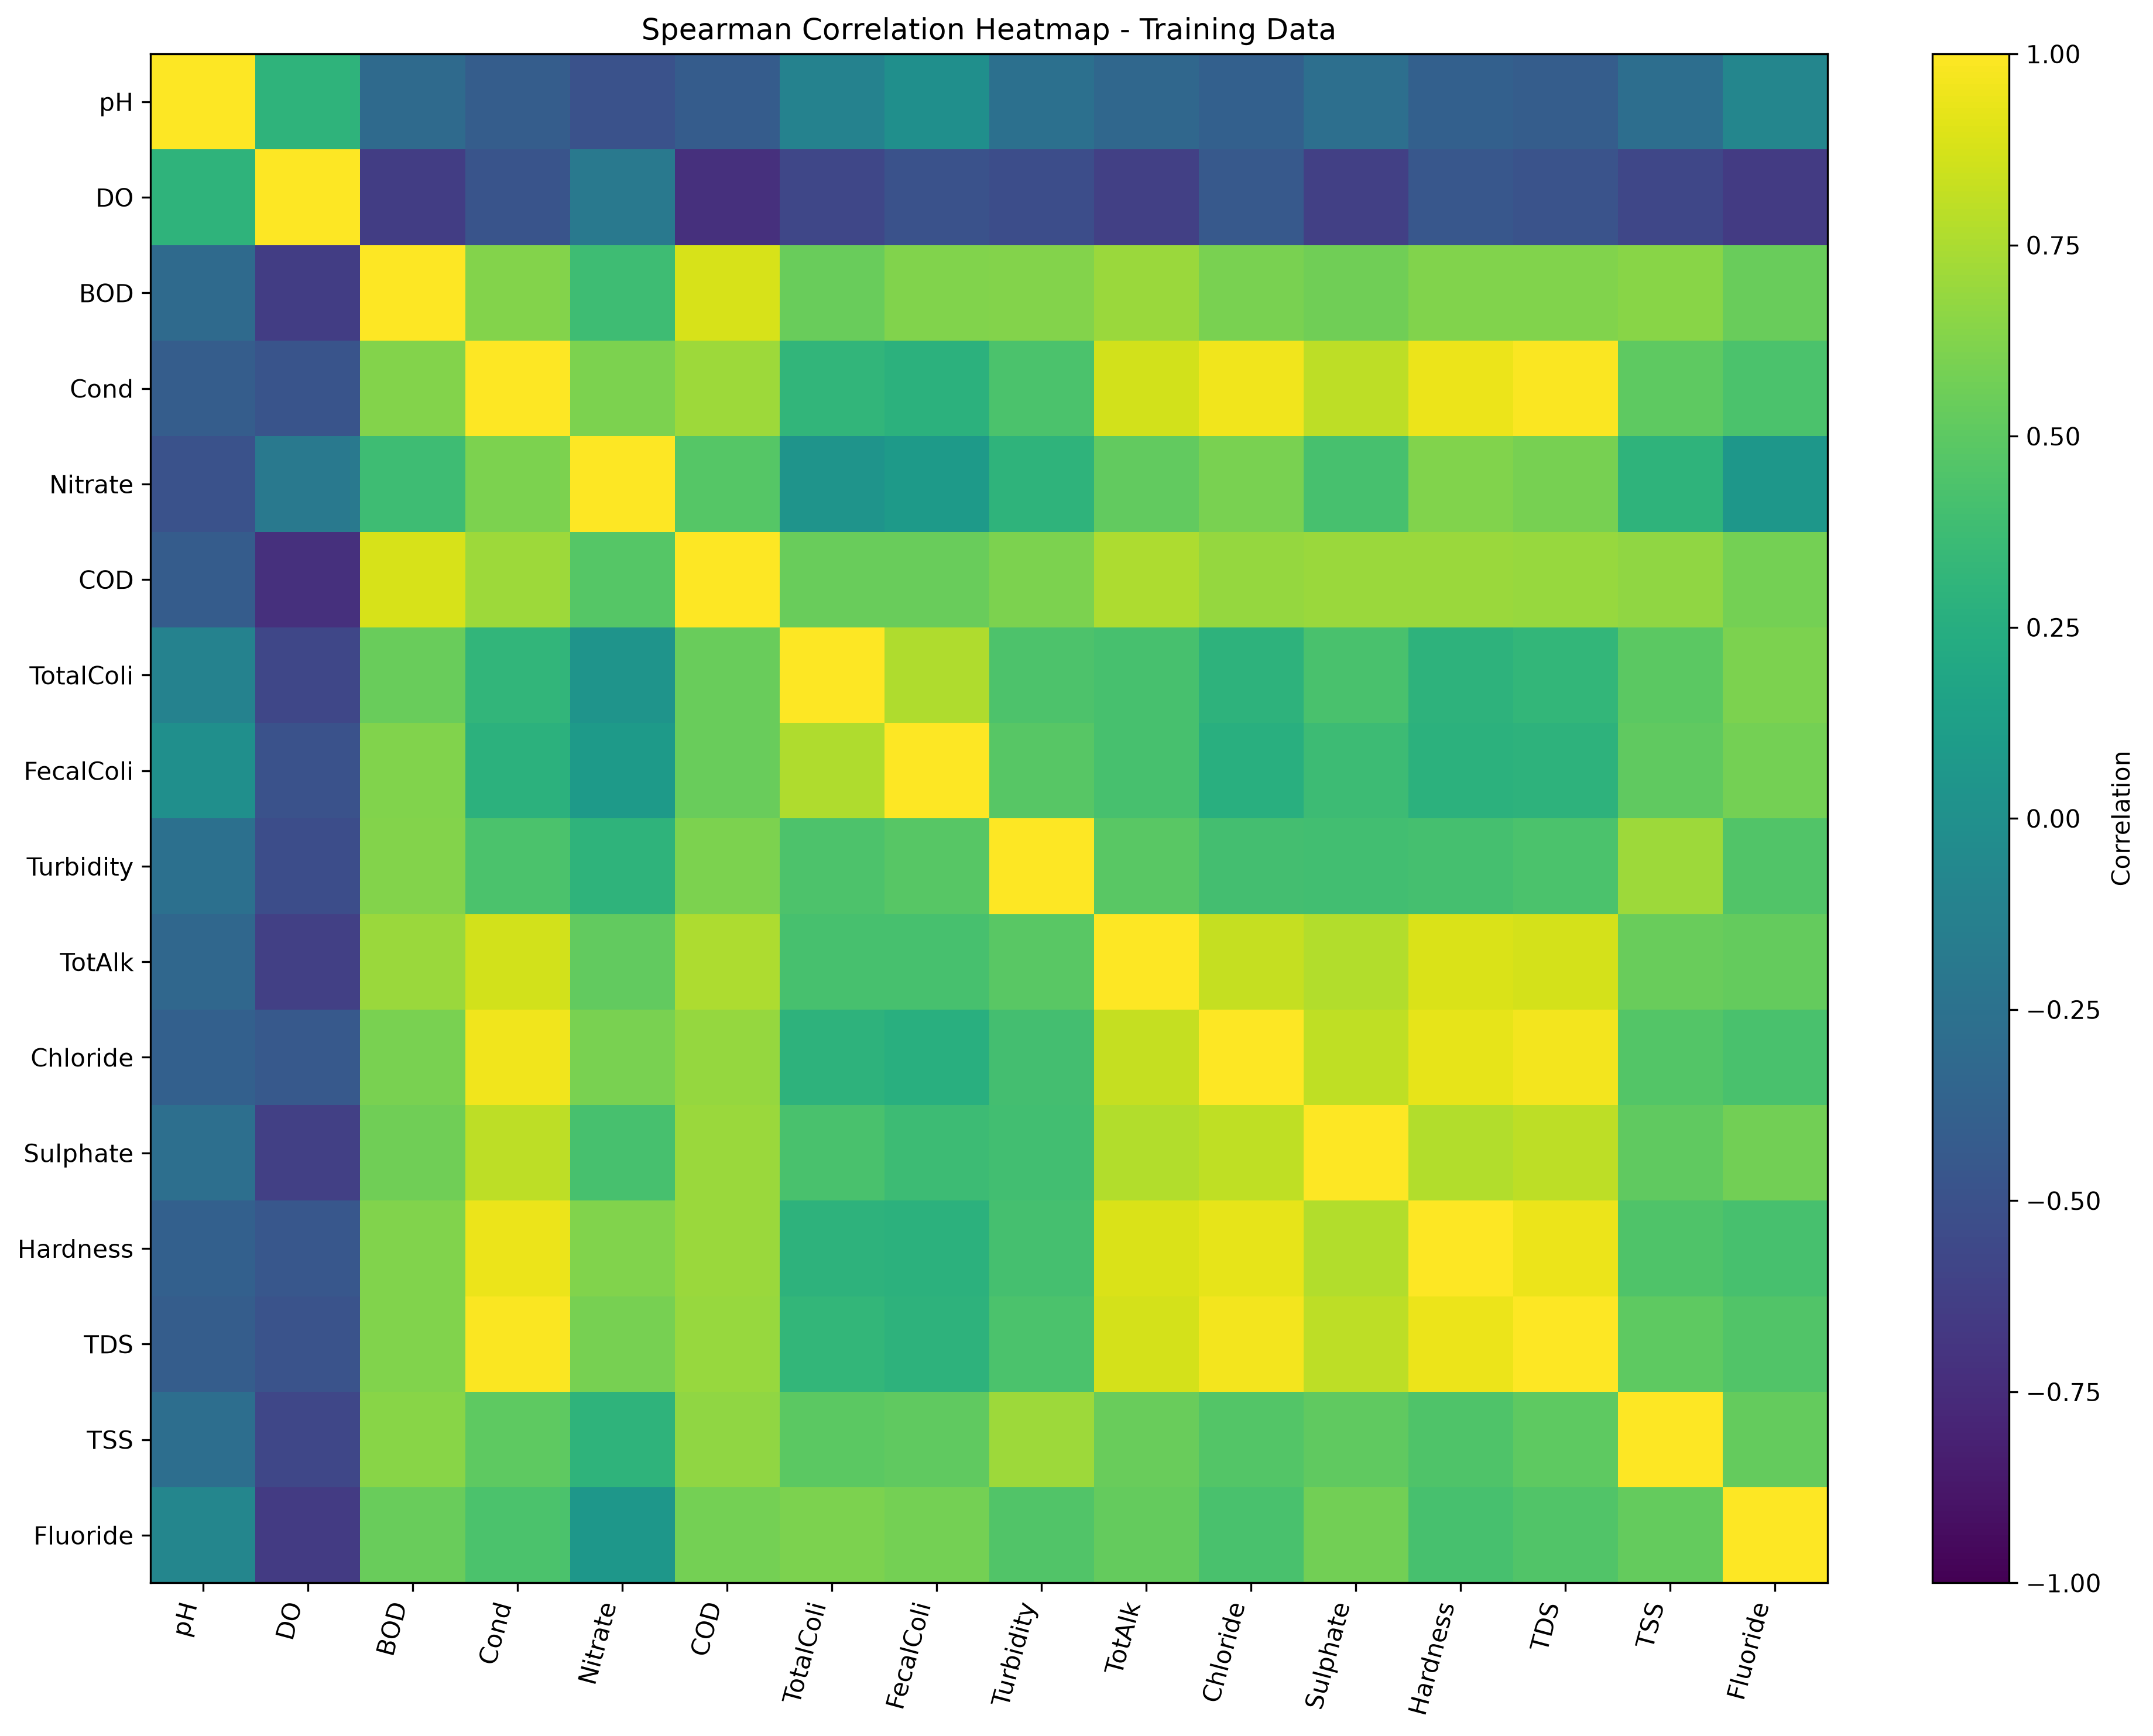 Spearman Correlation Heatmap - Training Data
pH
DO
BOD
Cond
Nitrate
COD
TotalColi
FecalColi
Turbidity
TotAlk
Chloride
Sulphate
Hardness
TDS
TSS
Fluoride
pH
DO
BOD
Cond
Nitrate
COD
TotalColi
FecalColi
Turbidity
TotAlk
Chloride
Sulphate
Hardness
TDS
TSS
Fluoride
1.00
0.75
0.50
0.25
0.00
−0.25
−0.50
−0.75
−1.00
Correlation